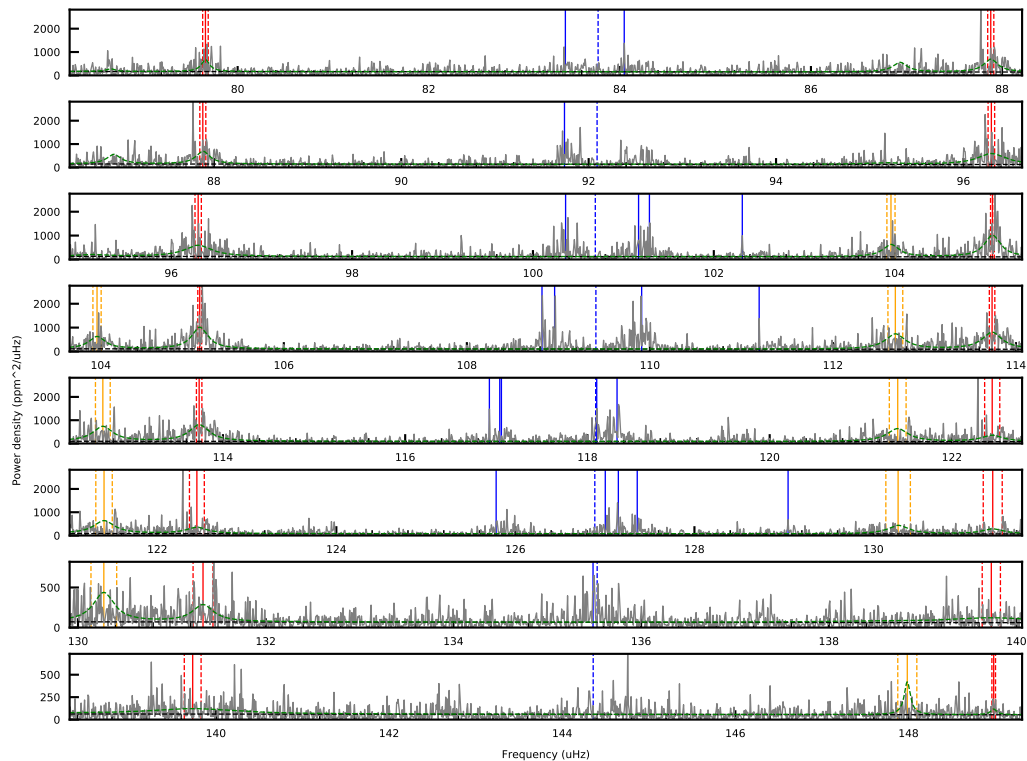 2000
1000
0
80 82 84 86 88
2000
1000
0
88 90 92 94 96
2000
1000
0
96 98 100 102 104
2000
1000
0
104 106 108 110 112 114
2000
1000
0
114 116 118 120 122
2000
1000
0
122 124 126 128 130
500
0
130 132 134 136 138 140
500
250
0
140 142 144 146 148
Power density (ppm^2/uHz)
Frequency (uHz)